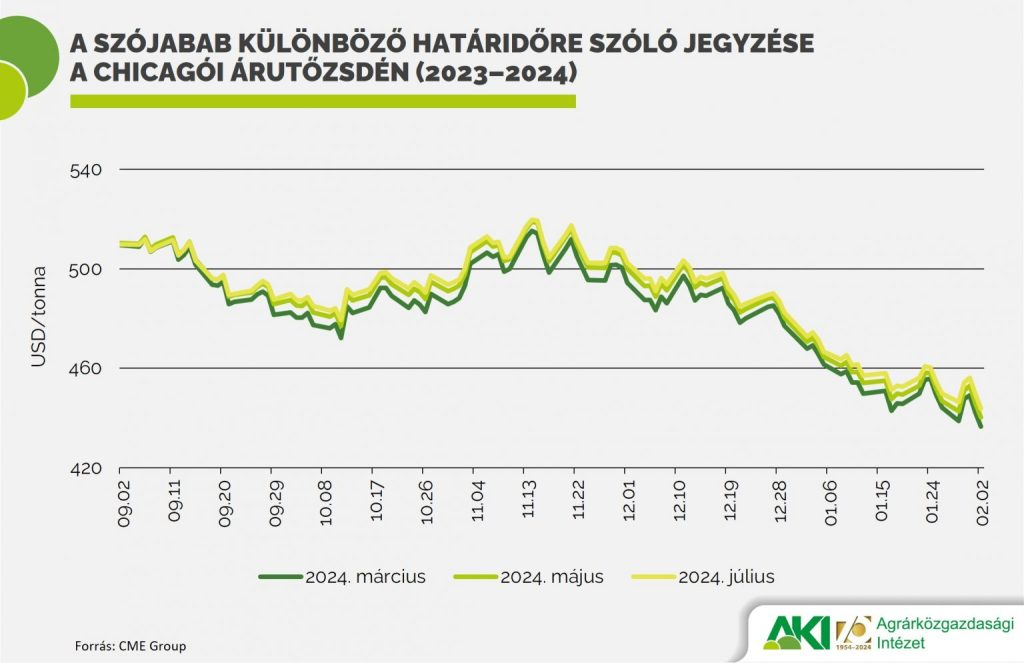 A SZÓJABAB KÜLÖNBÖZŐ HATÁRIDŐRE SZÓLÓ JEGYZÉSE
A CHICAGÓI ÁRUTŐZSDÉN (2023–2024)
USD/tonna
540
500
460
420
09.02 09.11 09.20 09.29 10.08 10.17 10.26 11.04 11.13 11.22 12.01 12.10 12.19 12.28 01.06 01.15 01.24 02.02
2024. március 2024. május 2024. július
Forrás: CME Group
AKI
70
1954–2024
Agrárközgazdasági
Intézet